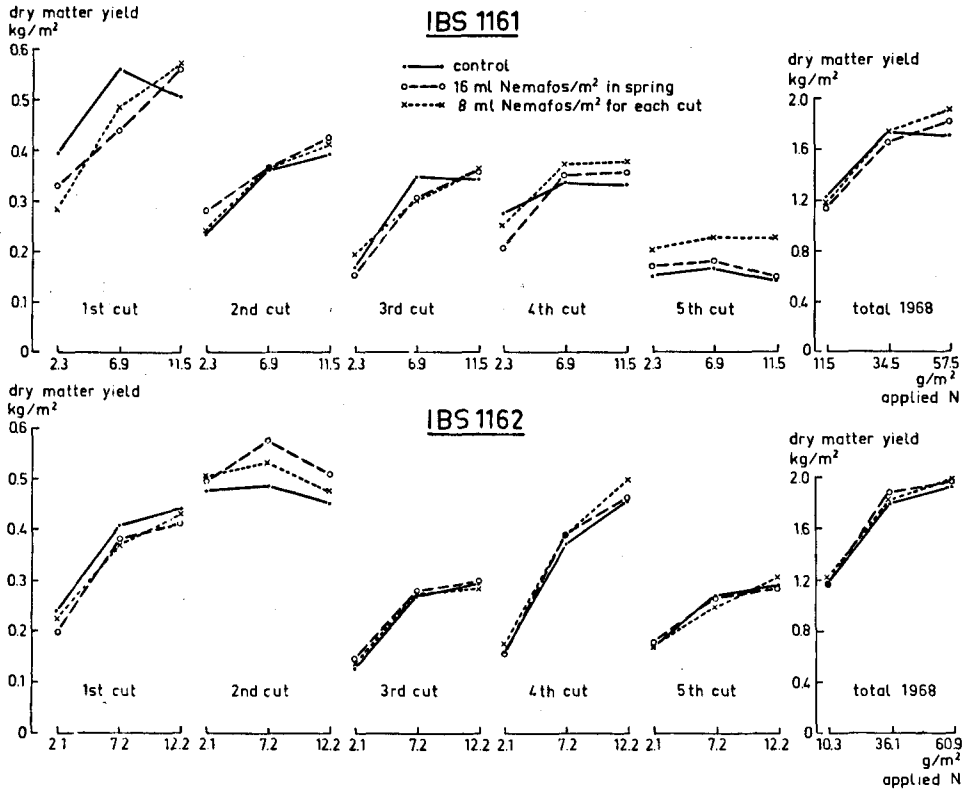 dry matter yield
kg/m²
IBS 1161
control
16 ml Nemafos/m² in spring
8 ml Nemafos/m² for each cut
dry matter yield
kg/m²
0.6
0.5
0.4
0.3
0.2
0.1
0
2.0
1.6
1.2
0.8
0.4
0
1st cut
2nd cut
3rd cut
4th cut
5th cut
total 1968
2.3 6.9 11.5
2.3 6.9 11.5
2.3 6.9 11.5
2.3 6.9 11.5
2.3 6.9 11.5
11.5 34.5 57.5
g/m²
applied N
dry matter yield
kg/m²
IBS 1162
dry matter yield
kg/m²
0.6
0.5
0.4
0.3
0.2
0.1
0
2.0
1.6
1.2
0.8
0.4
0
1st cut
2nd cut
3rd cut
4th cut
5th cut
total 1968
2.1 7.2 12.2
2.1 7.2 12.2
2.1 7.2 12.2
2.1 7.2 12.2
2.1 7.2 12.2
10.3 36.1 60.9
g/m²
applied N